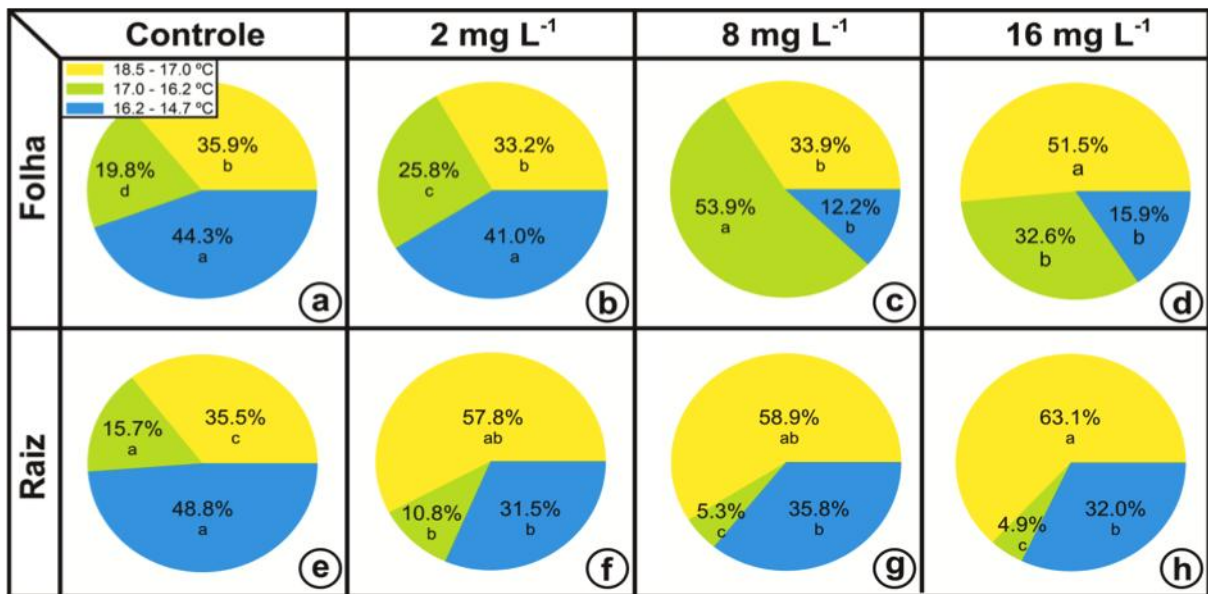 Controle
2 mg L⁻¹
8 mg L⁻¹
16 mg L⁻¹
18.5 - 17.0 ºC
17.0 - 16.2 ºC
16.2 - 14.7 ºC
Folha
35.9%
b
19.8%
d
44.3%
a
a
33.2%
b
25.8%
c
41.0%
a
b
33.9%
b
53.9%
a
12.2%
b
c
51.5%
a
32.6%
b
15.9%
b
d
Raiz
35.5%
c
15.7%
a
48.8%
a
e
57.8%
ab
10.8%
b
31.5%
b
f
58.9%
ab
5.3%
c
35.8%
b
g
63.1%
a
4.9%
c
32.0%
b
h